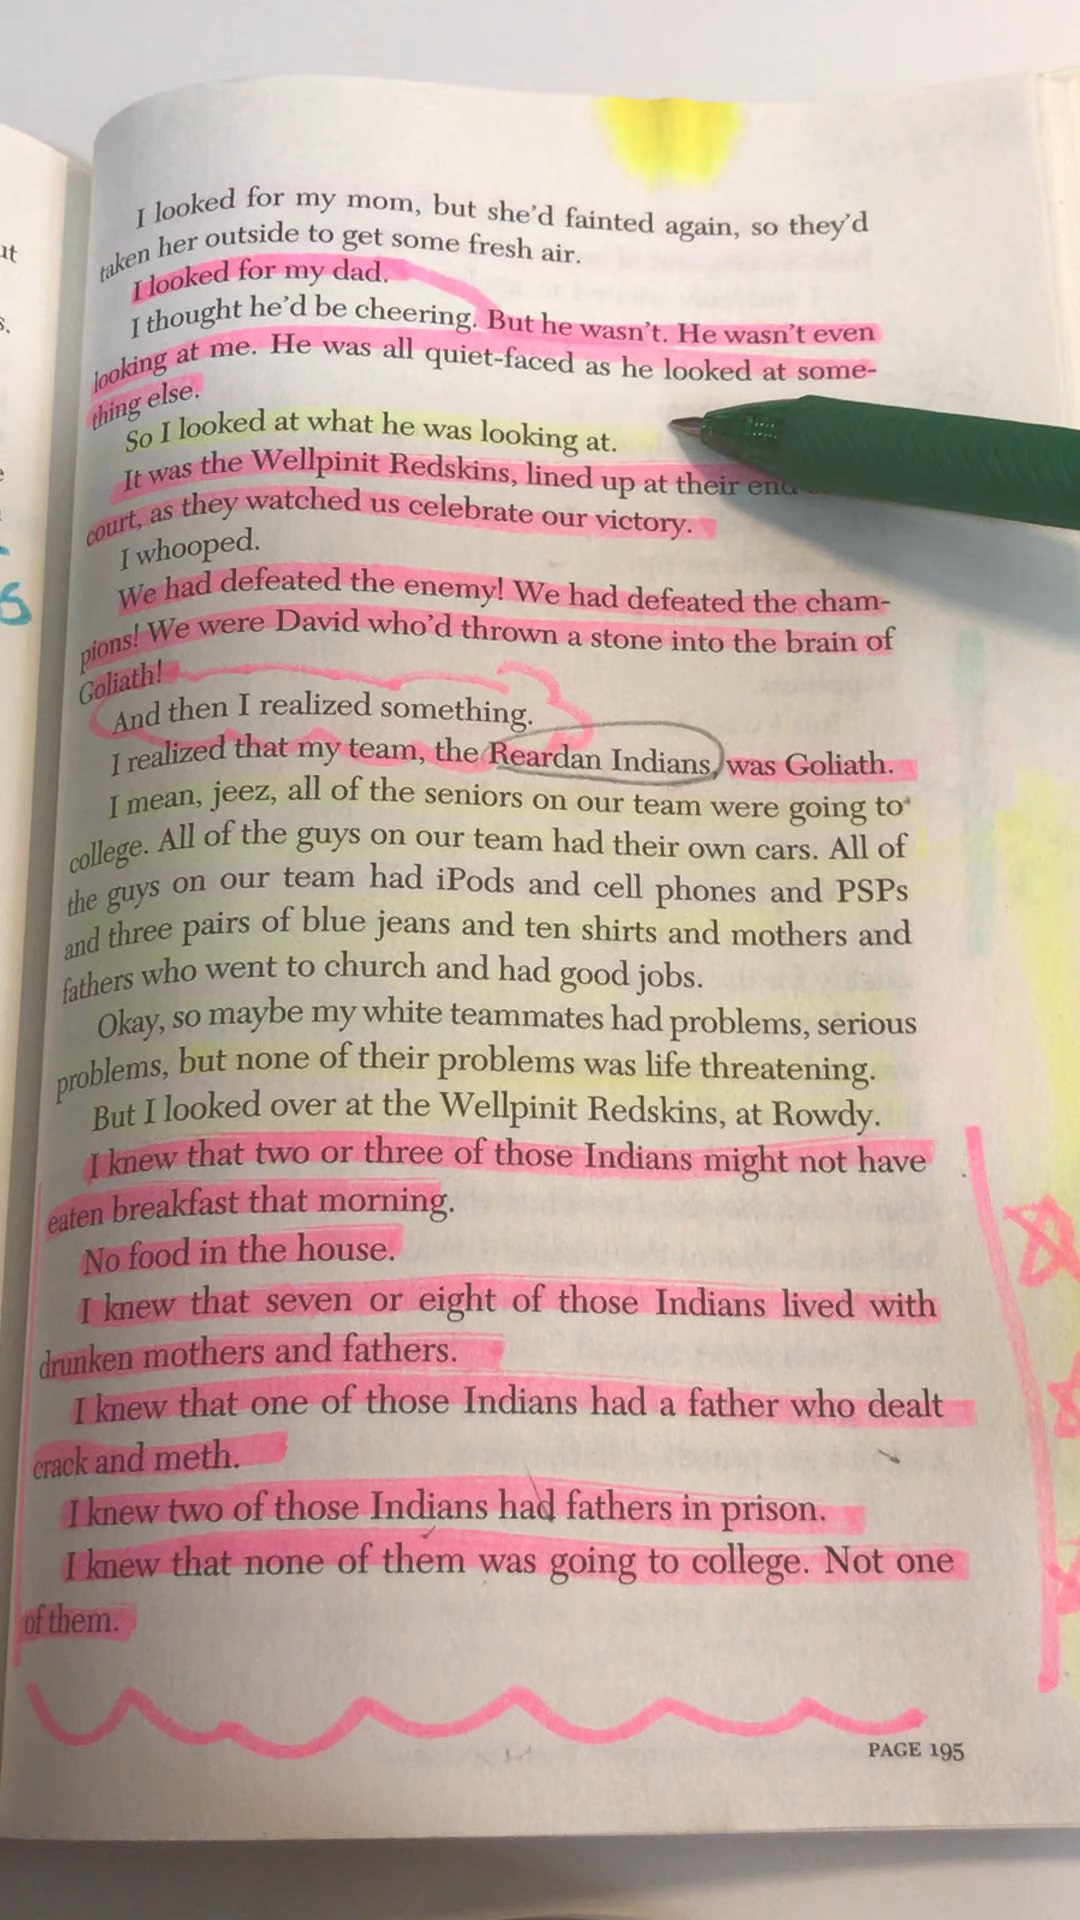 I looked for my mom, but she'd fainted again, so they'd
taken her outside to get some fresh air.
I looked for my dad.
I thought he'd be cheering. But he wasn't. He wasn't even
looking at me. He was all quiet-faced as he looked at some-
thing else.
So I looked at what he was looking at.
It was the Wellpinit Redskins, lined up at their end
court, as they watched us celebrate our victory.
I whooped.
We had defeated the enemy! We had defeated the cham-
pions! We were David who'd thrown a stone into the brain of
Goliath!
And then I realized something.
I realized that my team, the Reardan Indians, was Goliath.
I mean, jeez, all of the seniors on our team were going to
college. All of the guys on our team had their own cars. All of
the guys on our team had iPods and cell phones and PSPs
and three pairs of blue jeans and ten shirts and mothers and
fathers who went to church and had good jobs.
Okay, so maybe my white teammates had problems, serious
problems, but none of their problems was life threatening.
But I looked over at the Wellpinit Redskins, at Rowdy.
I knew that two or three of those Indians might not have
eaten breakfast that morning.
No food in the house.
I knew that seven or eight of those Indians lived with
drunken mothers and fathers.
I knew that one of those Indians had a father who dealt
crack and meth.
I knew two of those Indians had fathers in prison.
I knew that none of them was going to college. Not one
of them.
PAGE 195